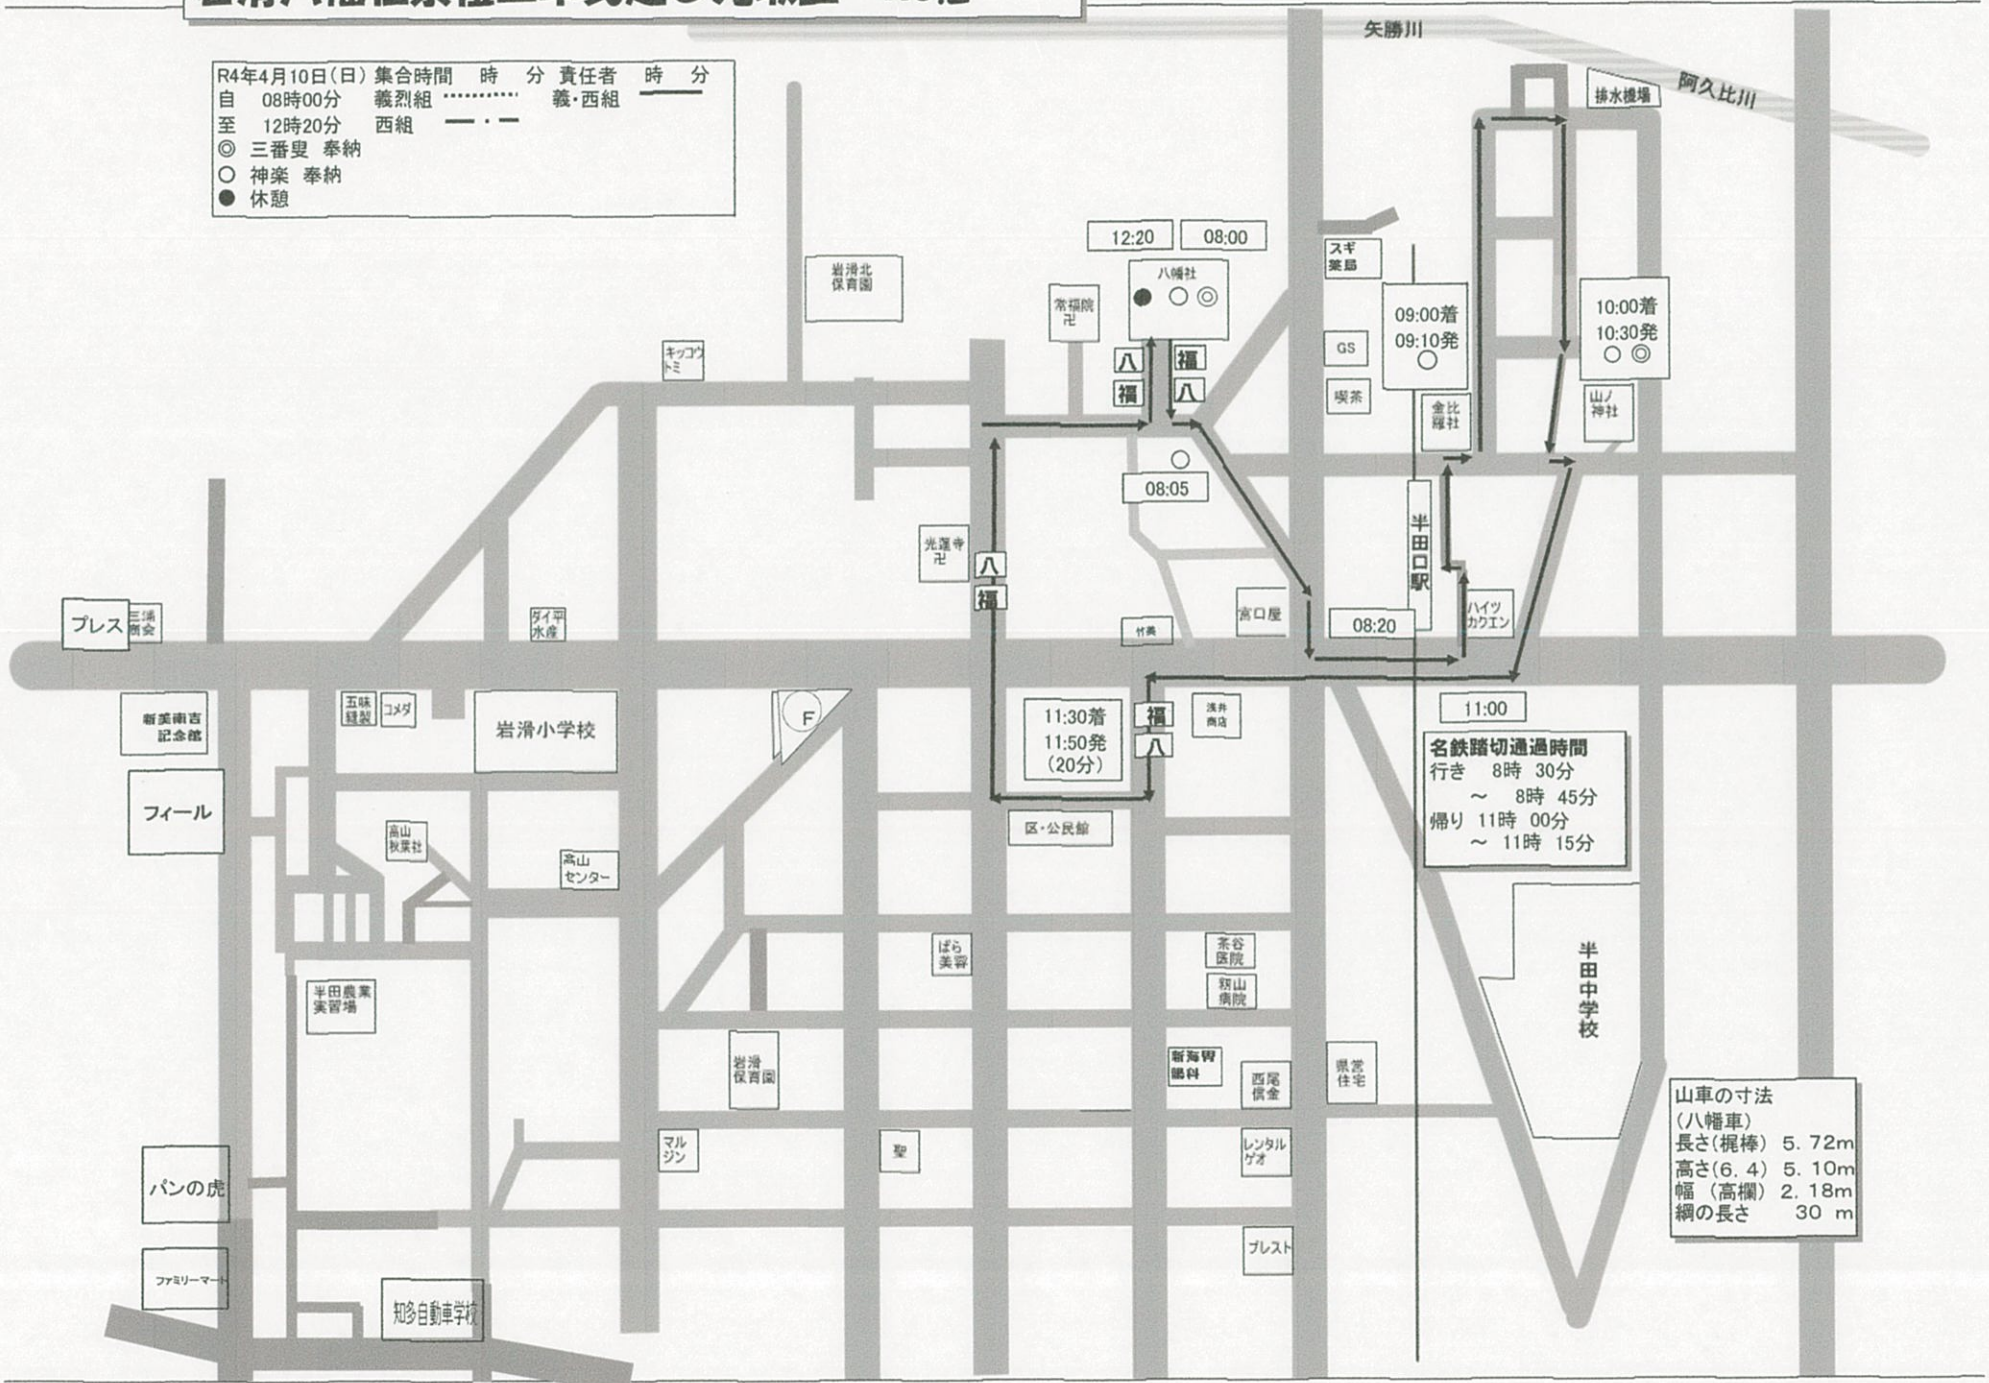 矢勝川
阿久比川
排水機場
R4年4月10日(日) 集合時間 時 分 責任者 時 分
自 08時00分 義烈組 義・西組
至 12時20分 西組
◎ 三番叟 奉納
○ 神楽 奉納
● 休憩
12:20
08:00
八幡社
スギ
薬局
岩滑北
保育園
常福院
卍
09:00着
09:10発
10:00着
10:30発
キッコウ
トミ
GS
喫茶
八
福
福
八
金比
羅社
山ノ
神社
08:05
光蓮寺
卍
八
福
半田口駅
プレス
三浦
商会
ダイ平
水産
竹美
宮口屋
08:20
ハイツ
カクエン
新美南吉
記念館
五味
縫製
コメダ
岩滑小学校
F
11:30着
11:50発
(20分)
福
八
浅井
商店
11:00
名鉄踏切通過時間
行き 8時 30分
～ 8時 45分
帰り 11時 00分
～ 11時 15分
フィール
高山
秋葉社
高山
センター
区・公民館
ばら
美容
茶谷
医院
籾山
病院
半田中学校
半田農業
実習場
岩滑
保育園
西尾
信金
県営
住宅
マル
ジン
聖
レンタル
ゲオ
山車の寸法
(八幡車)
長さ(梶棒) 5. 72m
高さ(6. 4) 5. 10m
幅 (高欄) 2. 18m
綱の長さ 30 m
パンの虎
プレスト
ファミリーマート
知多自動車学校